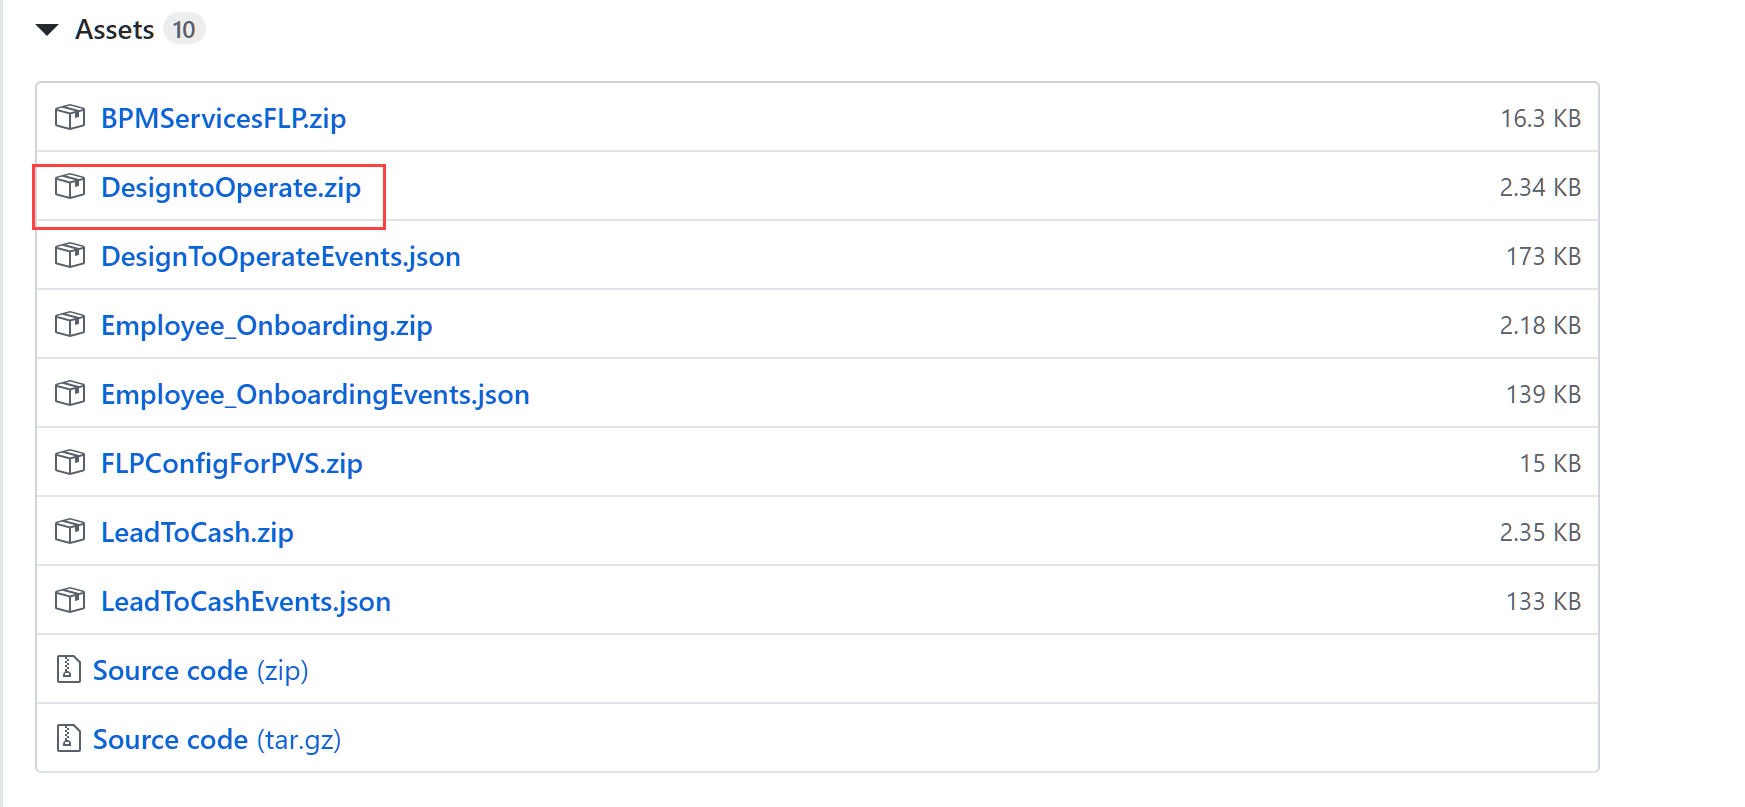 Assets 10
BPMServicesFLP.zip 16.3 KB
DesigntoOperate.zip 2.34 KB
DesignToOperateEvents.json 173 KB
Employee_Onboarding.zip 2.18 KB
Employee_OnboardingEvents.json 139 KB
FLPConfigForPVS.zip 15 KB
LeadToCash.zip 2.35 KB
LeadToCashEvents.json 133 KB
Source code (zip)
Source code (tar.gz)